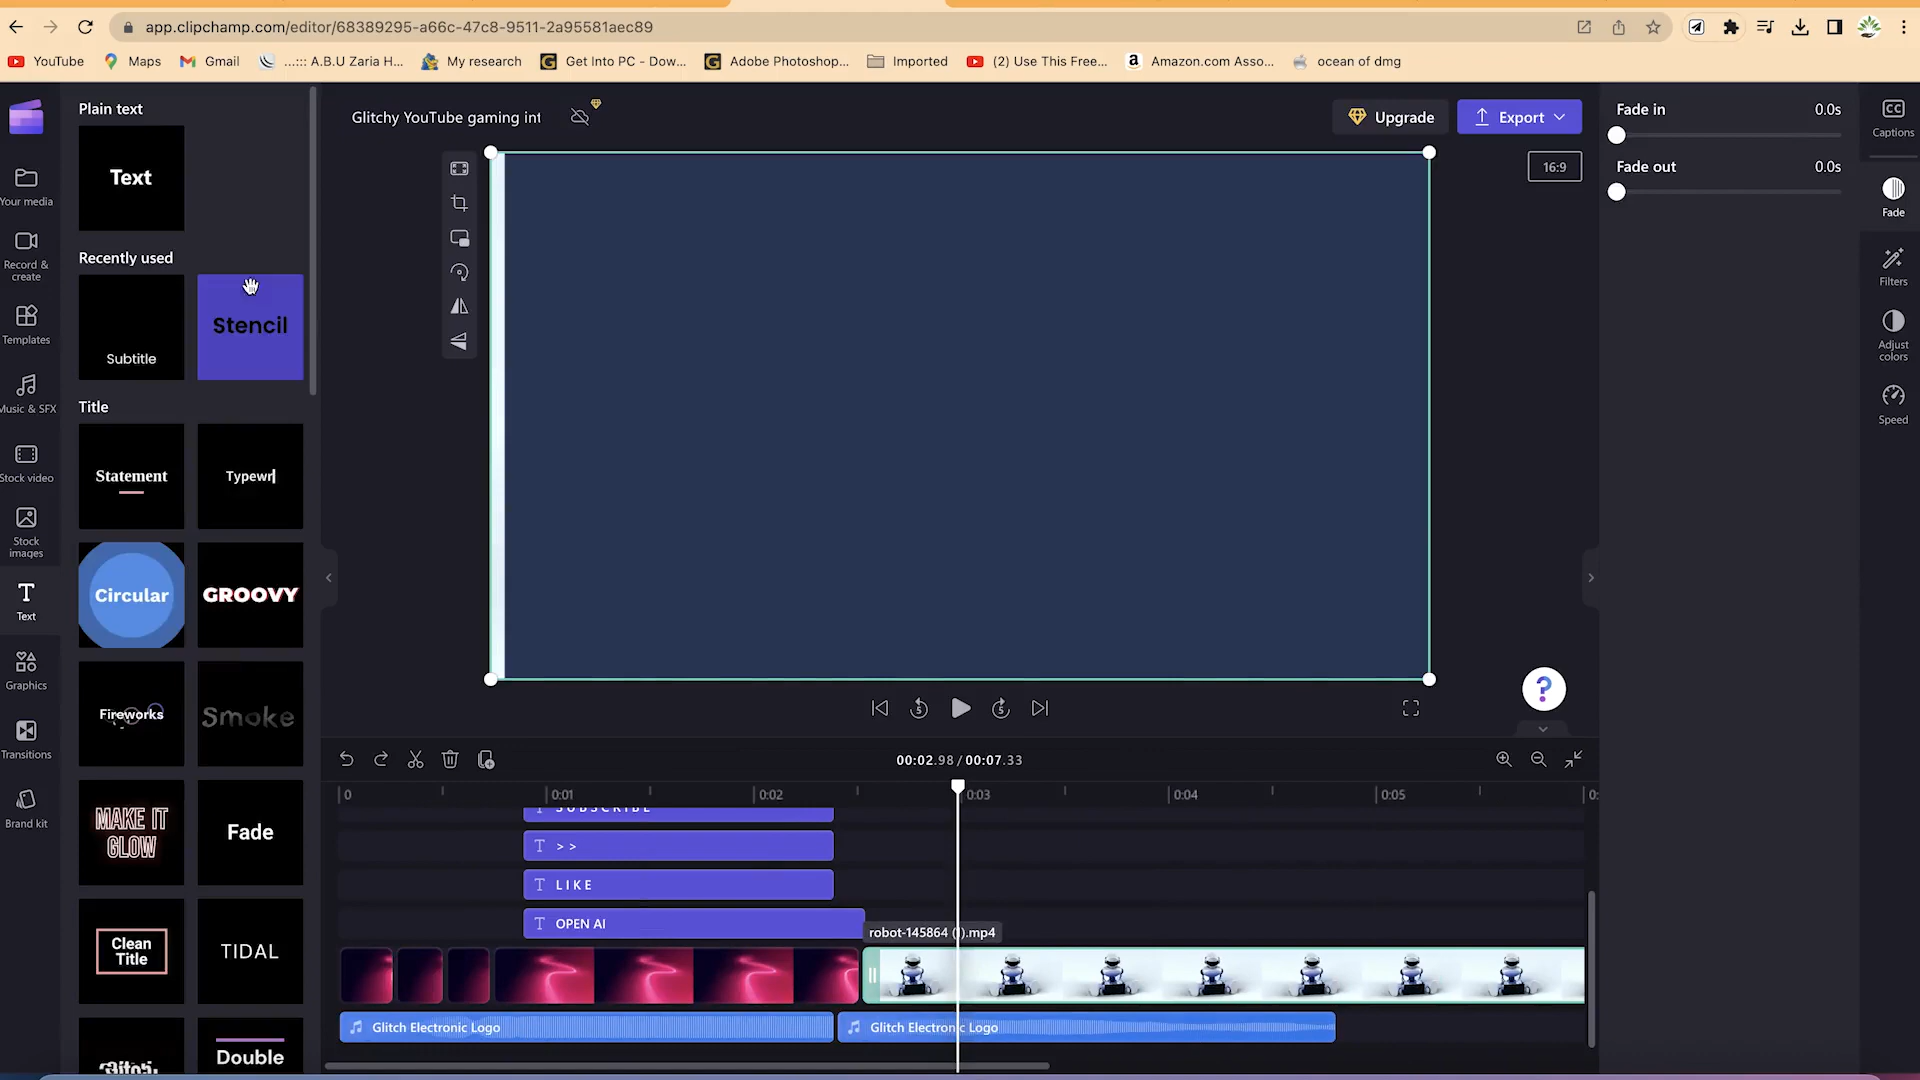 app.clipchamp.com/editor/68389295-a66c-47c8-9511-2a95581aec89
YouTube
Maps
Gmail
...::: A.B.U Zaria H...
My research
Get Into PC - Dow...
Adobe Photoshop...
Imported
(2) Use This Free...
Amazon.com Asso...
ocean of dmg
Plain text
Text
Recently used
Subtitle
Stencil
Title
Statement
Typewr
Circular
GROOVY
Fireworks
Smoke
MAKE IT
GLOW
Fade
Clean
Title
TIDAL
Double
Your media
Record &
create
Templates
Music & SFX
Stock video
Stock
images
Text
Graphics
Transitions
Brand kit
Glitchy YouTube gaming int
Upgrade
Export
16:9
5
5
?
00:02.98 / 00:07.33
0
0:01
0:02
0:03
0:04
0:05
0:
T SUBSCRIBE
T > >
T LIKE
T OPEN AI
robot-145864 (1).mp4
Glitch Electronic Logo
Glitch Electronic Logo
Fade in
0.0s
Fade out
0.0s
CC
Captions
Fade
Filters
Adjust
colors
Speed